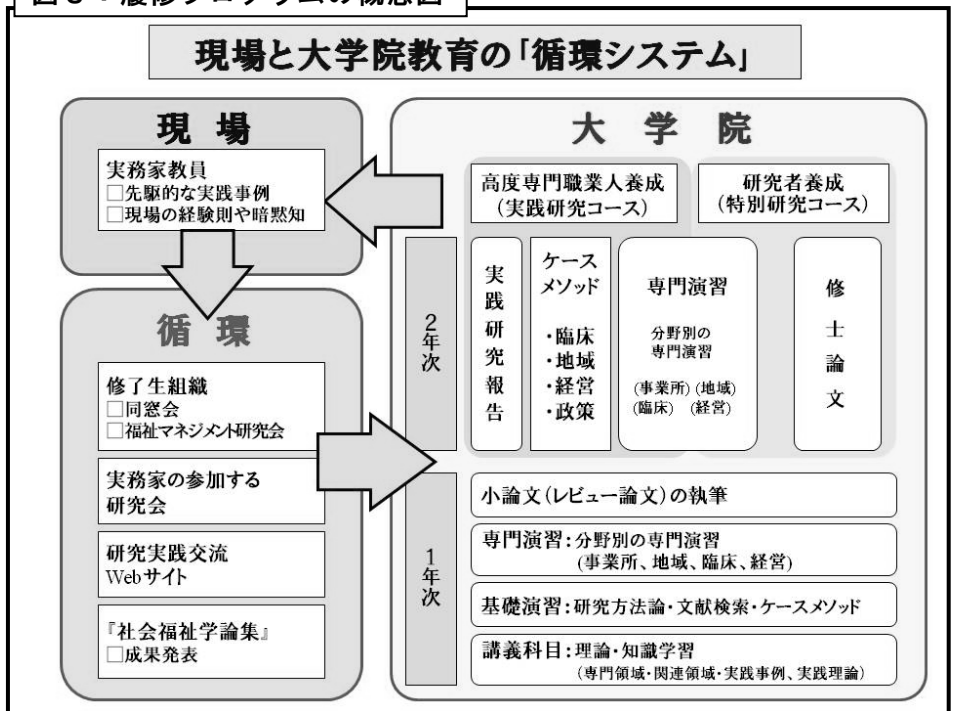 図３：履修プログラムの概念図
現場と大学院教育の「循環システム」
現場
実務家教員
□先駆的な実践事例
□現場の経験則や暗黙知
循環
修了生組織
□同窓会
□福祉マネジメント研究会
実務家の参加する
研究会
研究実践交流
Webサイト
『社会福祉学論集』
□成果発表
大学院
高度専門職業人養成
（実践研究コース）
研究者養成
（特別研究コース）
2年次
実践研究報告
ケース
メソッド
・臨床
・地域
・経営
・政策
専門演習
分野別の
専門演習
(事業所) (地域)
(臨床) (経営)
修士論文
1年次
小論文（レビュー論文）の執筆
専門演習：分野別の専門演習
（事業所、地域、臨床、経営）
基礎演習：研究方法論・文献検索・ケースメソッド
講義科目：理論・知識学習
（専門領域・関連領域・実践事例、実践理論）